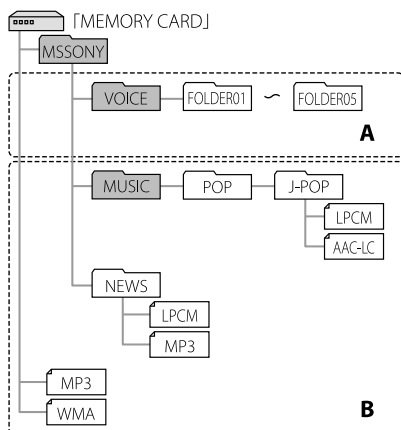 「MEMORY CARD」
MSSONY
VOICE FOLDER01 ∽ FOLDER05
A
MUSIC POP J-POP
LPCM
AAC-LC
NEWS
LPCM
MP3
MP3
WMA
B